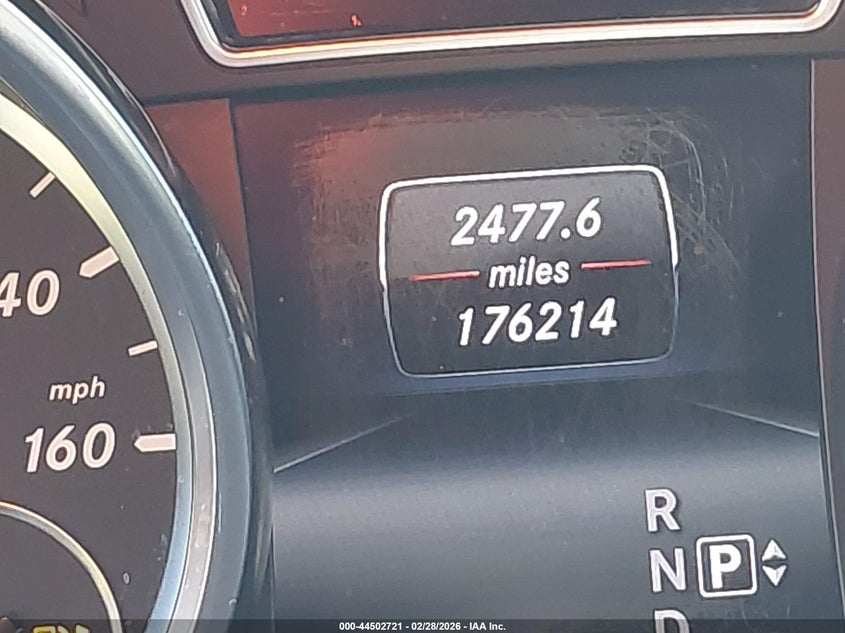 2477.6
miles
176214
40
mph
160
R
N P
D
000-44502721 - 02/28/2026 - IAA Inc.